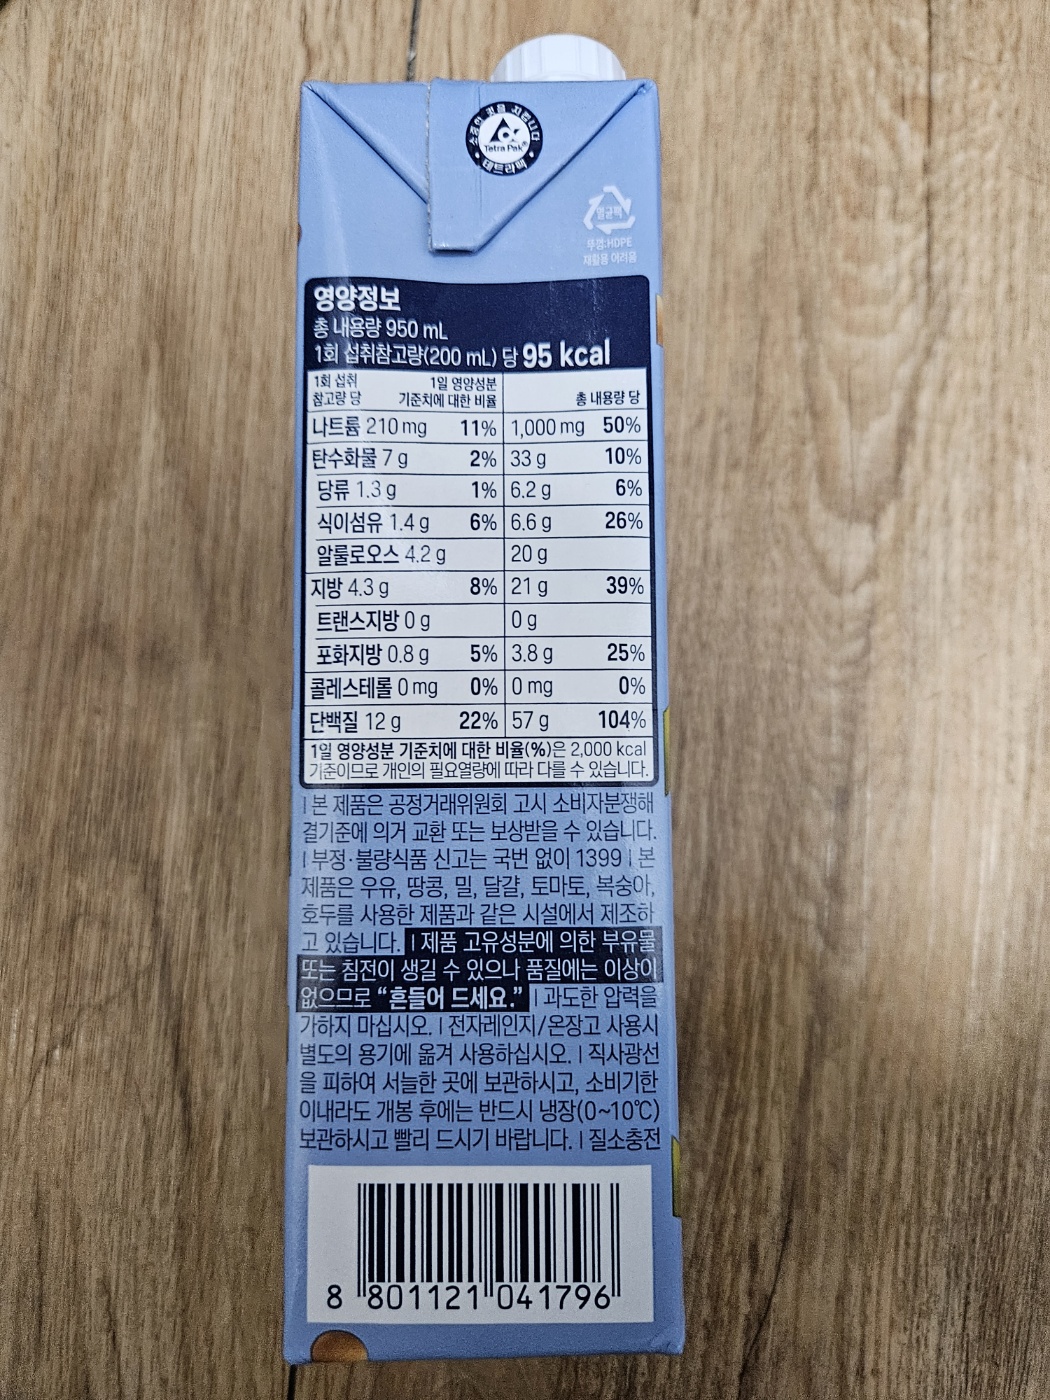 소중한 것을 지킵니다
Tetra Pak®
테트라팩
멸균팩
뚜껑:HDPE
재활용 어려움
영양정보
총 내용량 950 mL
1회 섭취참고량(200 mL) 당 95 kcal
1회 섭취 1일 영양성분
참고량 당 기준치에 대한 비율 총 내용량 당
나트륨 210 mg 11% 1,000 mg 50%
탄수화물 7 g 2% 33 g 10%
당류 1.3 g 1% 6.2 g 6%
식이섬유 1.4 g 6% 6.6 g 26%
알룰로오스 4.2 g 20 g
지방 4.3 g 8% 21 g 39%
트랜스지방 0 g 0 g
포화지방 0.8 g 5% 3.8 g 25%
콜레스테롤 0 mg 0% 0 mg 0%
단백질 12 g 22% 57 g 104%
1일 영양성분 기준치에 대한 비율(%)은 2,000 kcal
기준이므로 개인의 필요열량에 따라 다를 수 있습니다.
| 본 제품은 공정거래위원회 고시 소비자분쟁해
결기준에 의거 교환 또는 보상받을 수 있습니다.
| 부정·불량식품 신고는 국번 없이 1399 | 본
제품은 우유, 땅콩, 밀, 달걀, 토마토, 복숭아,
호두를 사용한 제품과 같은 시설에서 제조하
고 있습니다. | 제품 고유성분에 의한 부유물
또는 침전이 생길 수 있으나 품질에는 이상이
없으므로 “흔들어 드세요.” | 과도한 압력을
가하지 마십시오. | 전자레인지/온장고 사용시
별도의 용기에 옮겨 사용하십시오. | 직사광선
을 피하여 서늘한 곳에 보관하시고, 소비기한
이내라도 개봉 후에는 반드시 냉장(0~10℃)
보관하시고 빨리 드시기 바랍니다. | 질소충전
8 801121 041796